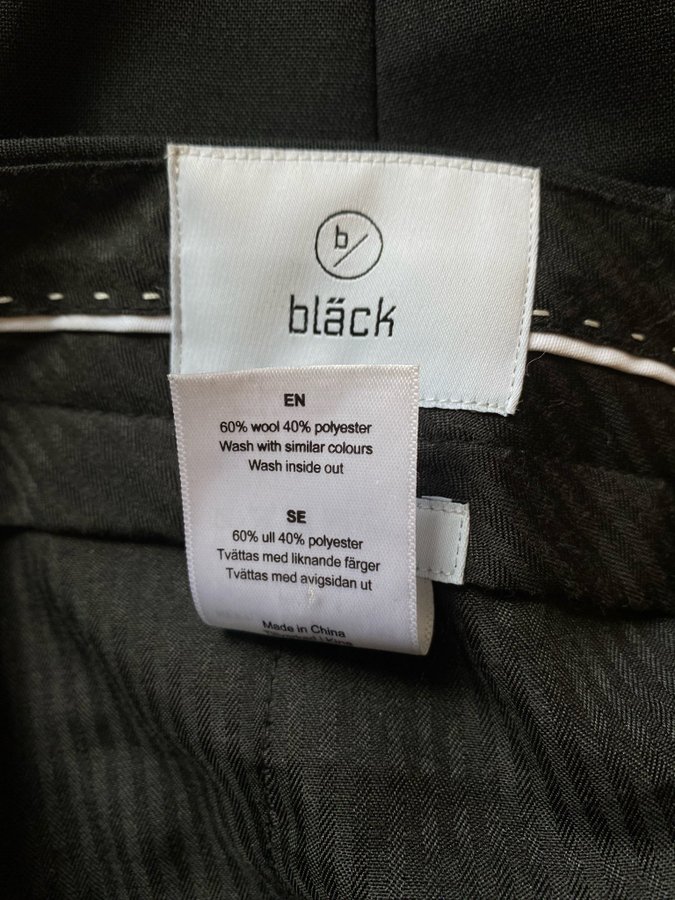 b/
bläck
EN
60% wool 40% polyester
Wash with similar colours
Wash inside out
SE
60% ull 40% polyester
Tvättas med liknande färger
Tvättas med avigsidan ut
Made in China